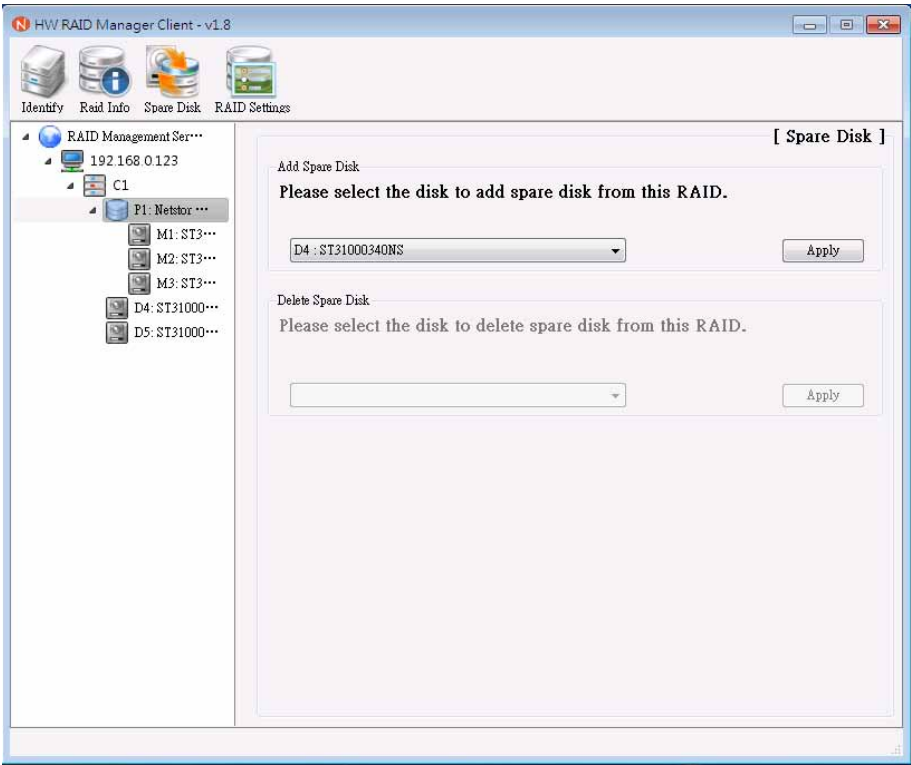 HW RAID Manager Client - v1.8
Identify Raid Info Spare Disk RAID Settings
RAID Management Ser···
192.168.0.123
C1
P1: Netstor ···
M1: ST3···
M2: ST3···
M3: ST3···
D4: ST31000···
D5: ST31000···
[ Spare Disk ]
Add Spare Disk
Please select the disk to add spare disk from this RAID.
D4 : ST31000340NS
Apply
Delete Spare Disk
Please select the disk to delete spare disk from this RAID.
Apply